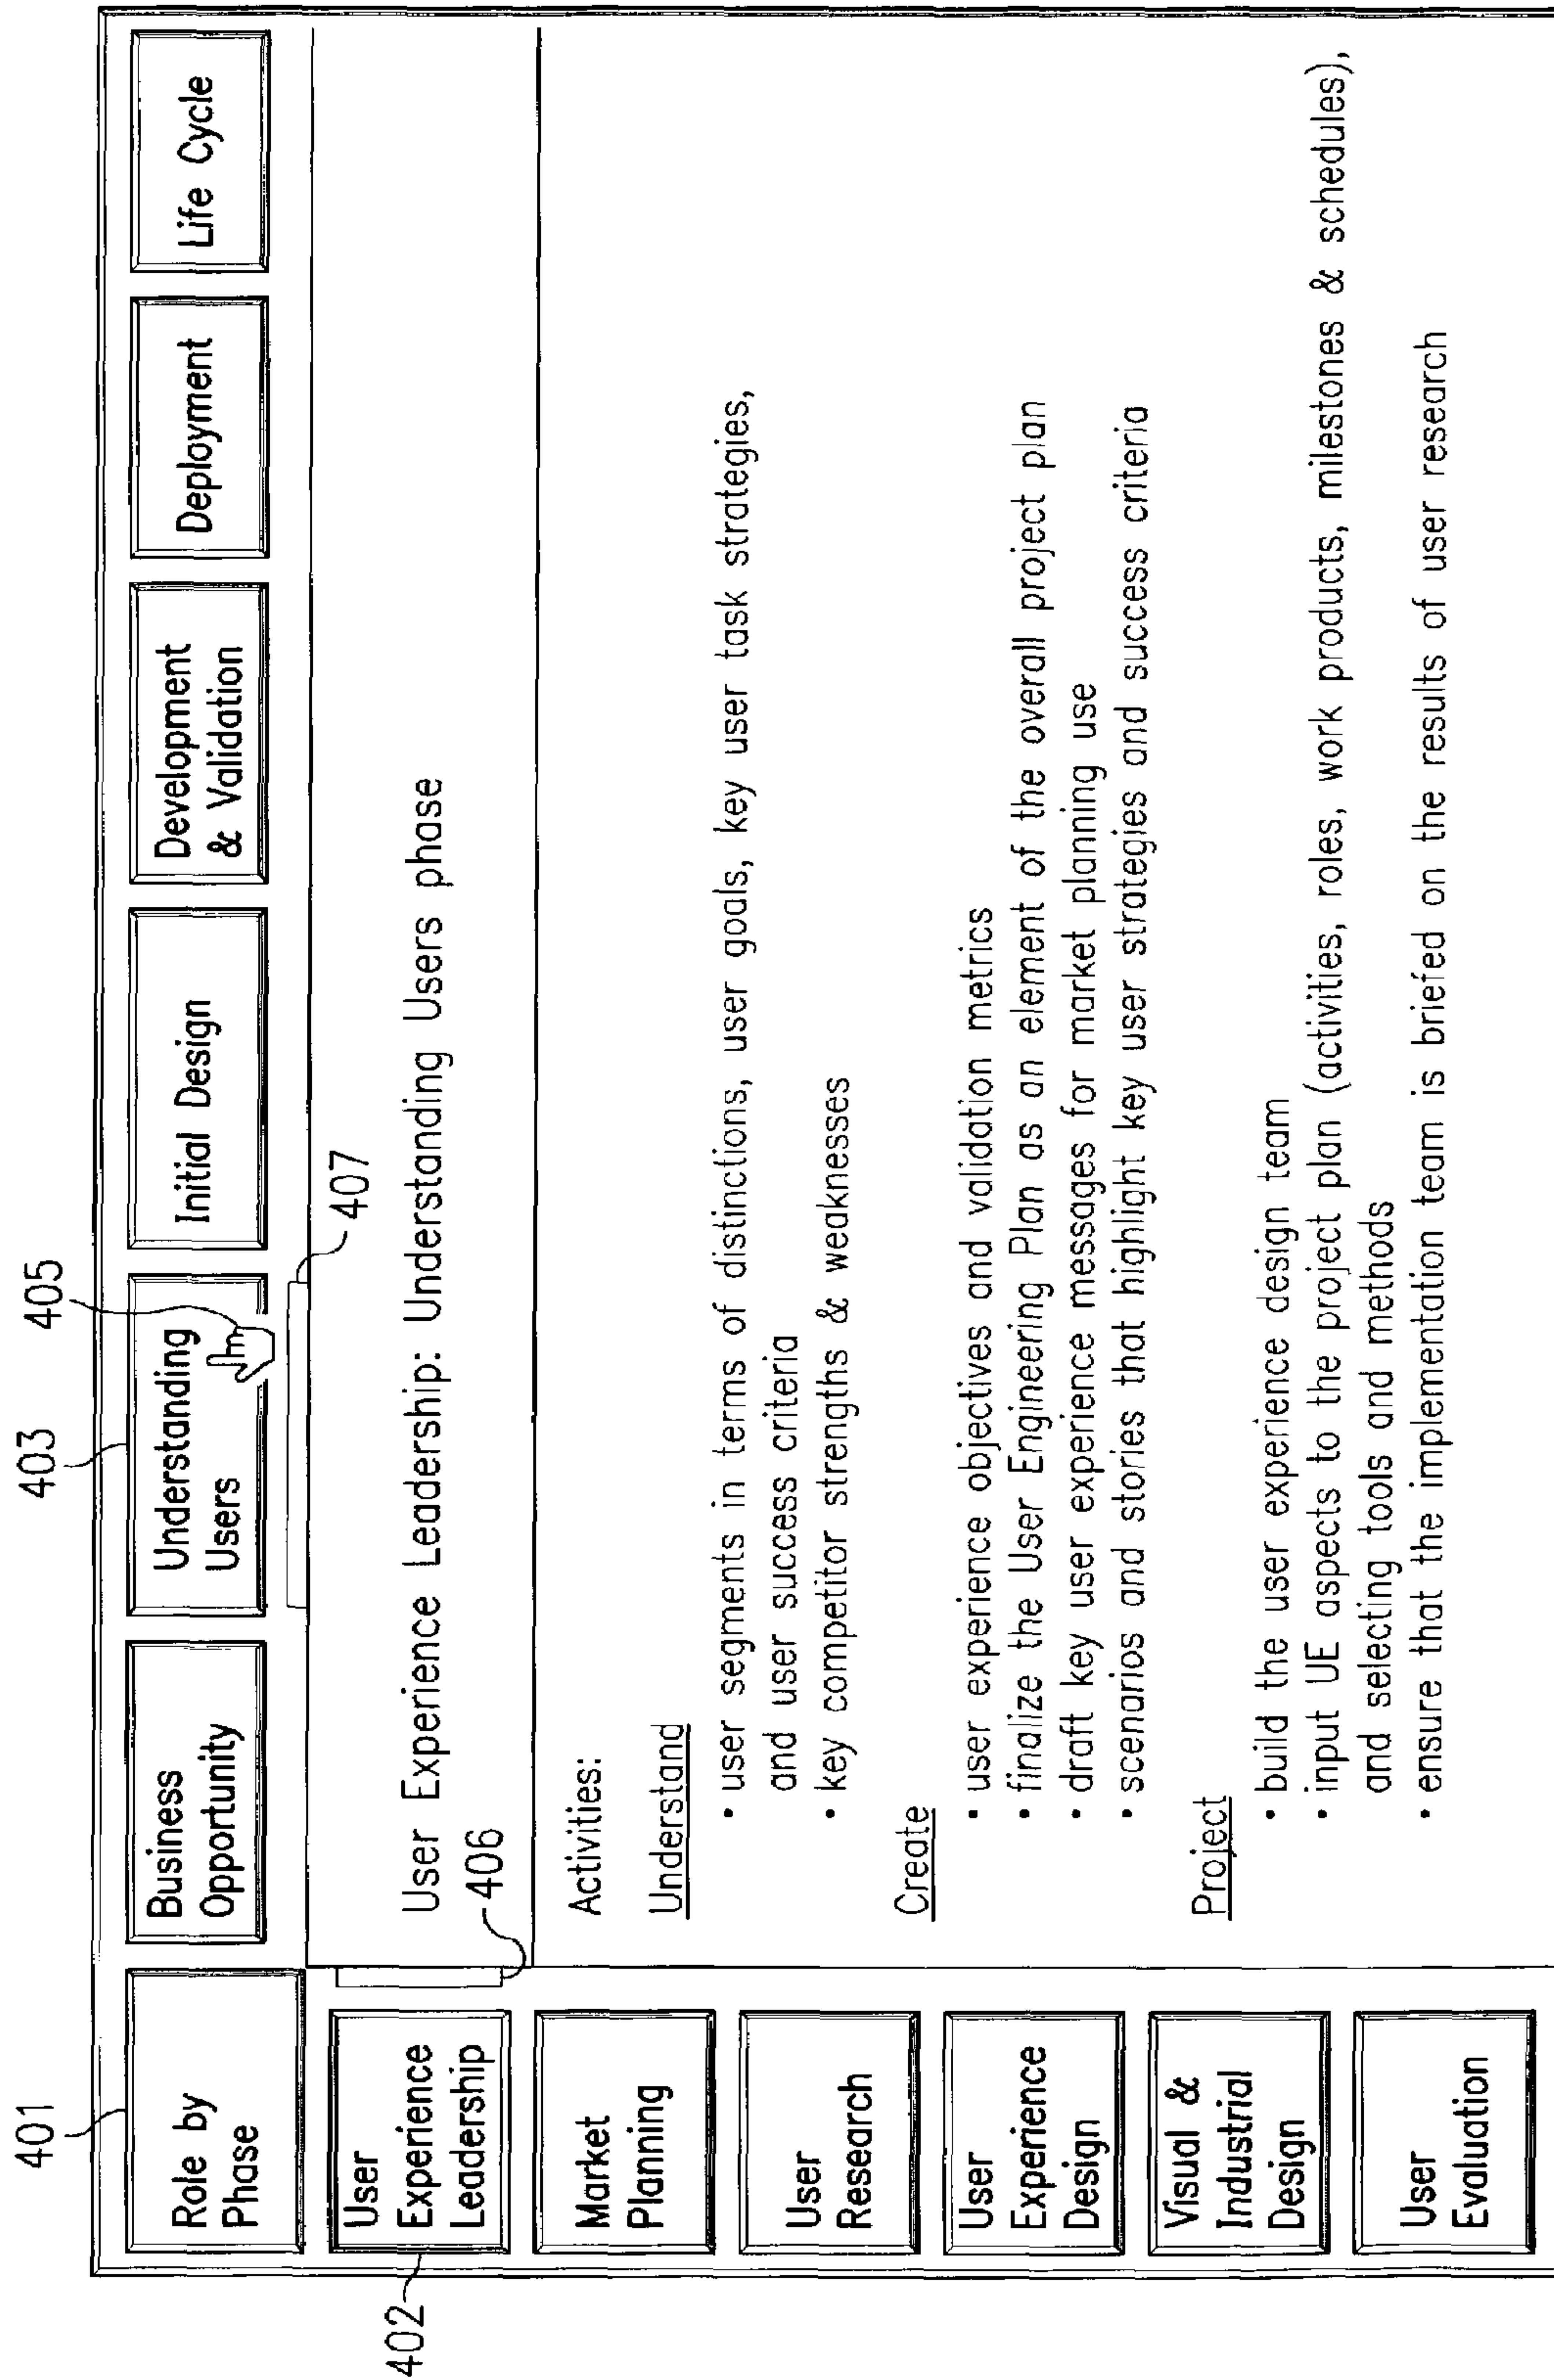 401
403
405
Role by
Phase
Business
Opportunity
Understanding
Users
Initial Design
Development
& Validation
Deployment
Life Cycle
407
402
User
Experience
Leadership
Market
Planning
User
Research
User
Experience
Design
Visual &
Industrial
Design
User
Evaluation
User Experience Leadership: Understanding Users phase
406
Activities:
Understand
• user segments in terms of distinctions, user goals, key user task strategies,
and user success criteria
• key competitor strengths & weaknesses
Create
• user experience objectives and validation metrics
• finalize the User Engineering Plan as an element of the overall project plan
• draft key user experience messages for market planning use
• scenarios and stories that highlight key user strategies and success criteria
Project
• build the user experience design team
• input UE aspects to the project plan (activities, roles, work products, milestones & schedules),
and selecting tools and methods
• ensure that the implementation team is briefed on the results of user research